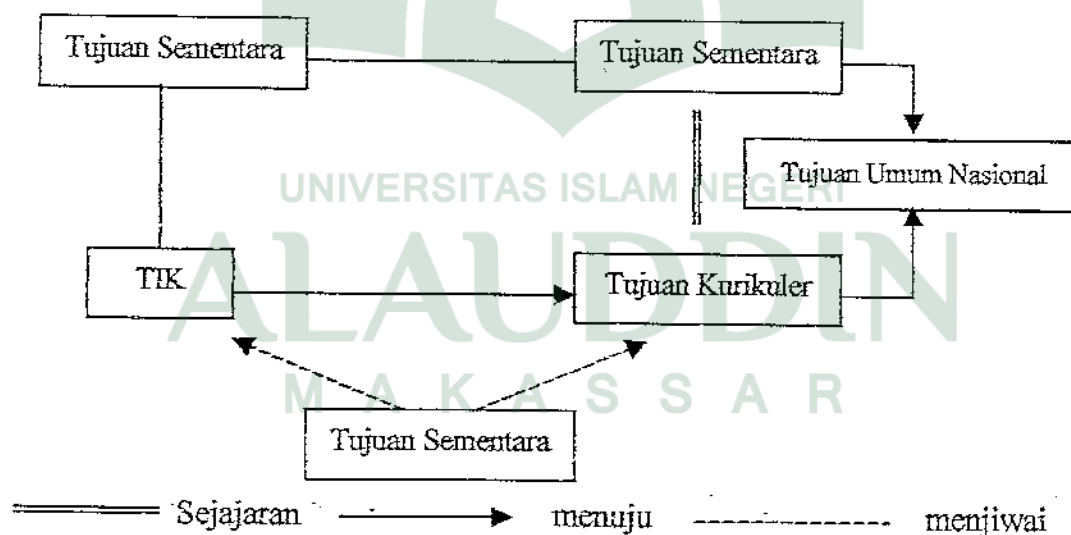 Tujuan Sementara
Tujuan Sementara
Tujuan Umum Nasional
UNIVERSITAS ISLAM NEGERI
TIK
Tujuan Kurikuler
ALAUDDIN
MAKASSAR
Tujuan Sementara
Sejajaran menuju menjiwai